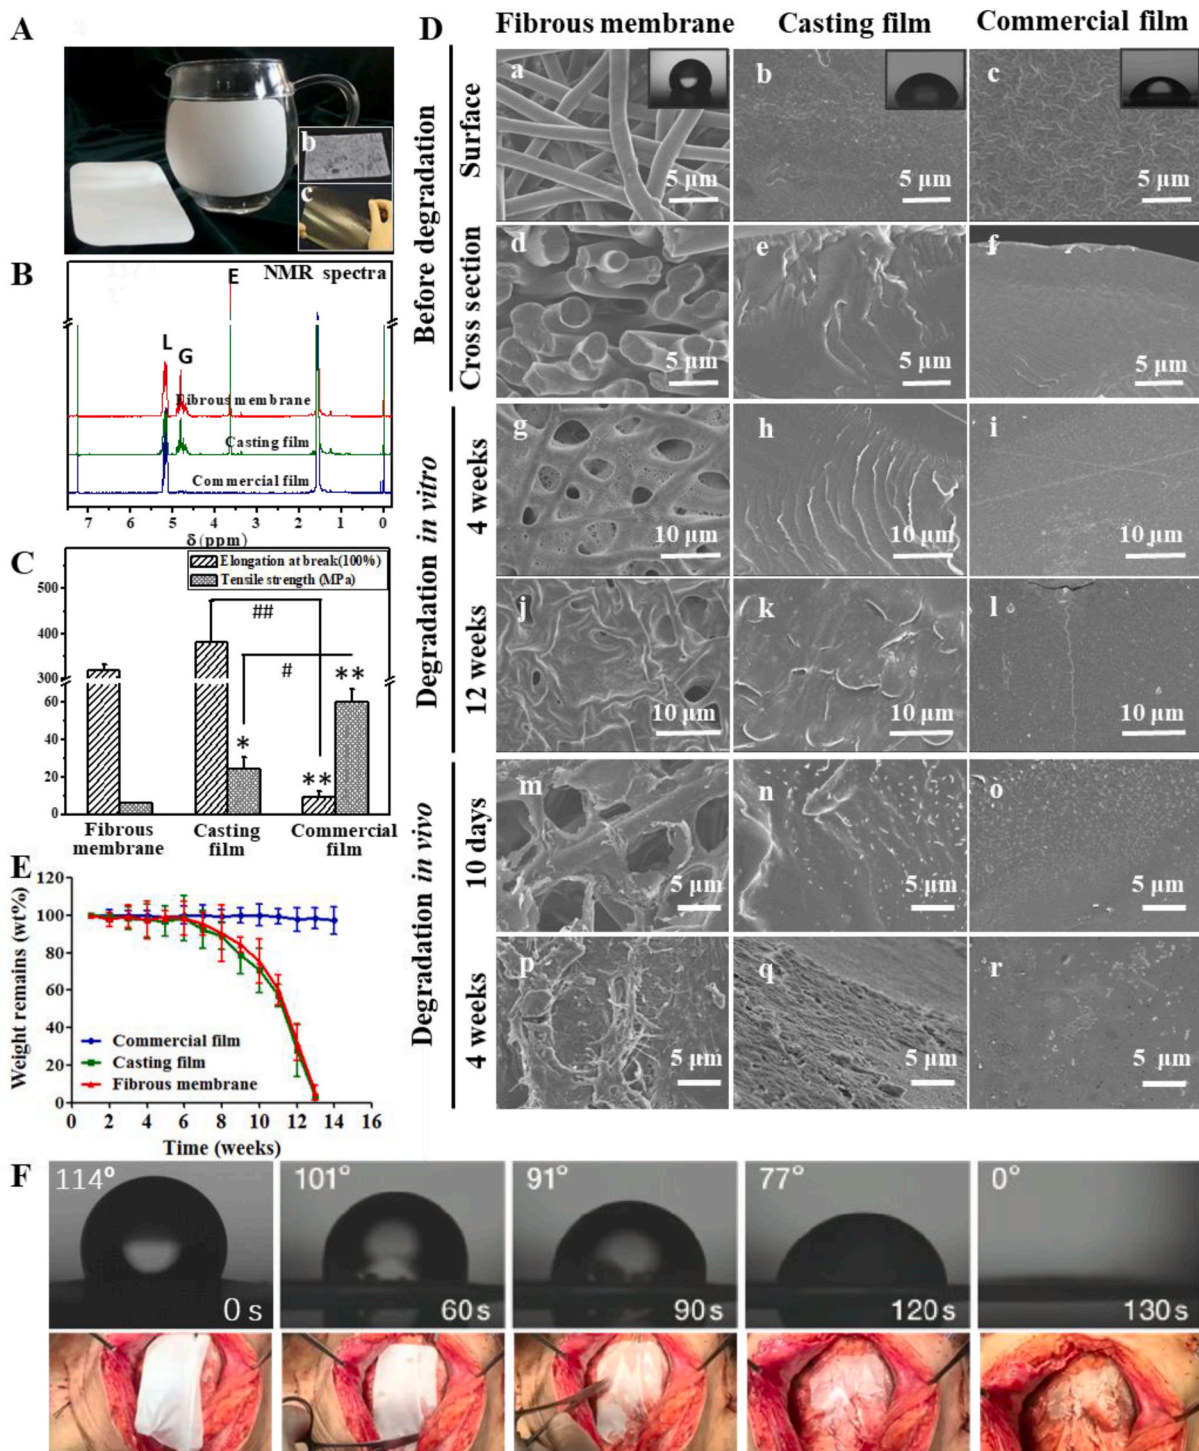 A
b
c
B
NMR spectra
E
L
G
Fibrous membrane
Casting film
Commercial film
7 6 5 4 3 2 1 0
δ (ppm)
C
Elongation at break(100%)
Tensile strength (MPa)
500
400
300
60
40
20
0
##
#
*
**
**
Fibrous membrane
Casting film
Commercial film
E
Weight remains (wt%)
120
100
80
60
40
20
0
Commercial film
Casting film
Fibrous membrane
0 2 4 6 8 10 12 14 16
Time (weeks)
D
Fibrous membrane Casting film Commercial film
Before degradation
Surface
a
5 μm
b
5 μm
c
5 μm
Cross section
d
5 μm
e
5 μm
f
5 μm
Degradation in vitro
4 weeks
g
10 μm
h
10 μm
i
10 μm
12 weeks
j
10 μm
k
10 μm
l
10 μm
Degradation in vivo
10 days
m
5 μm
n
5 μm
o
5 μm
4 weeks
p
5 μm
q
5 μm
r
5 μm
F
114°
0 s
101°
60 s
91°
90 s
77°
120 s
0°
130 s